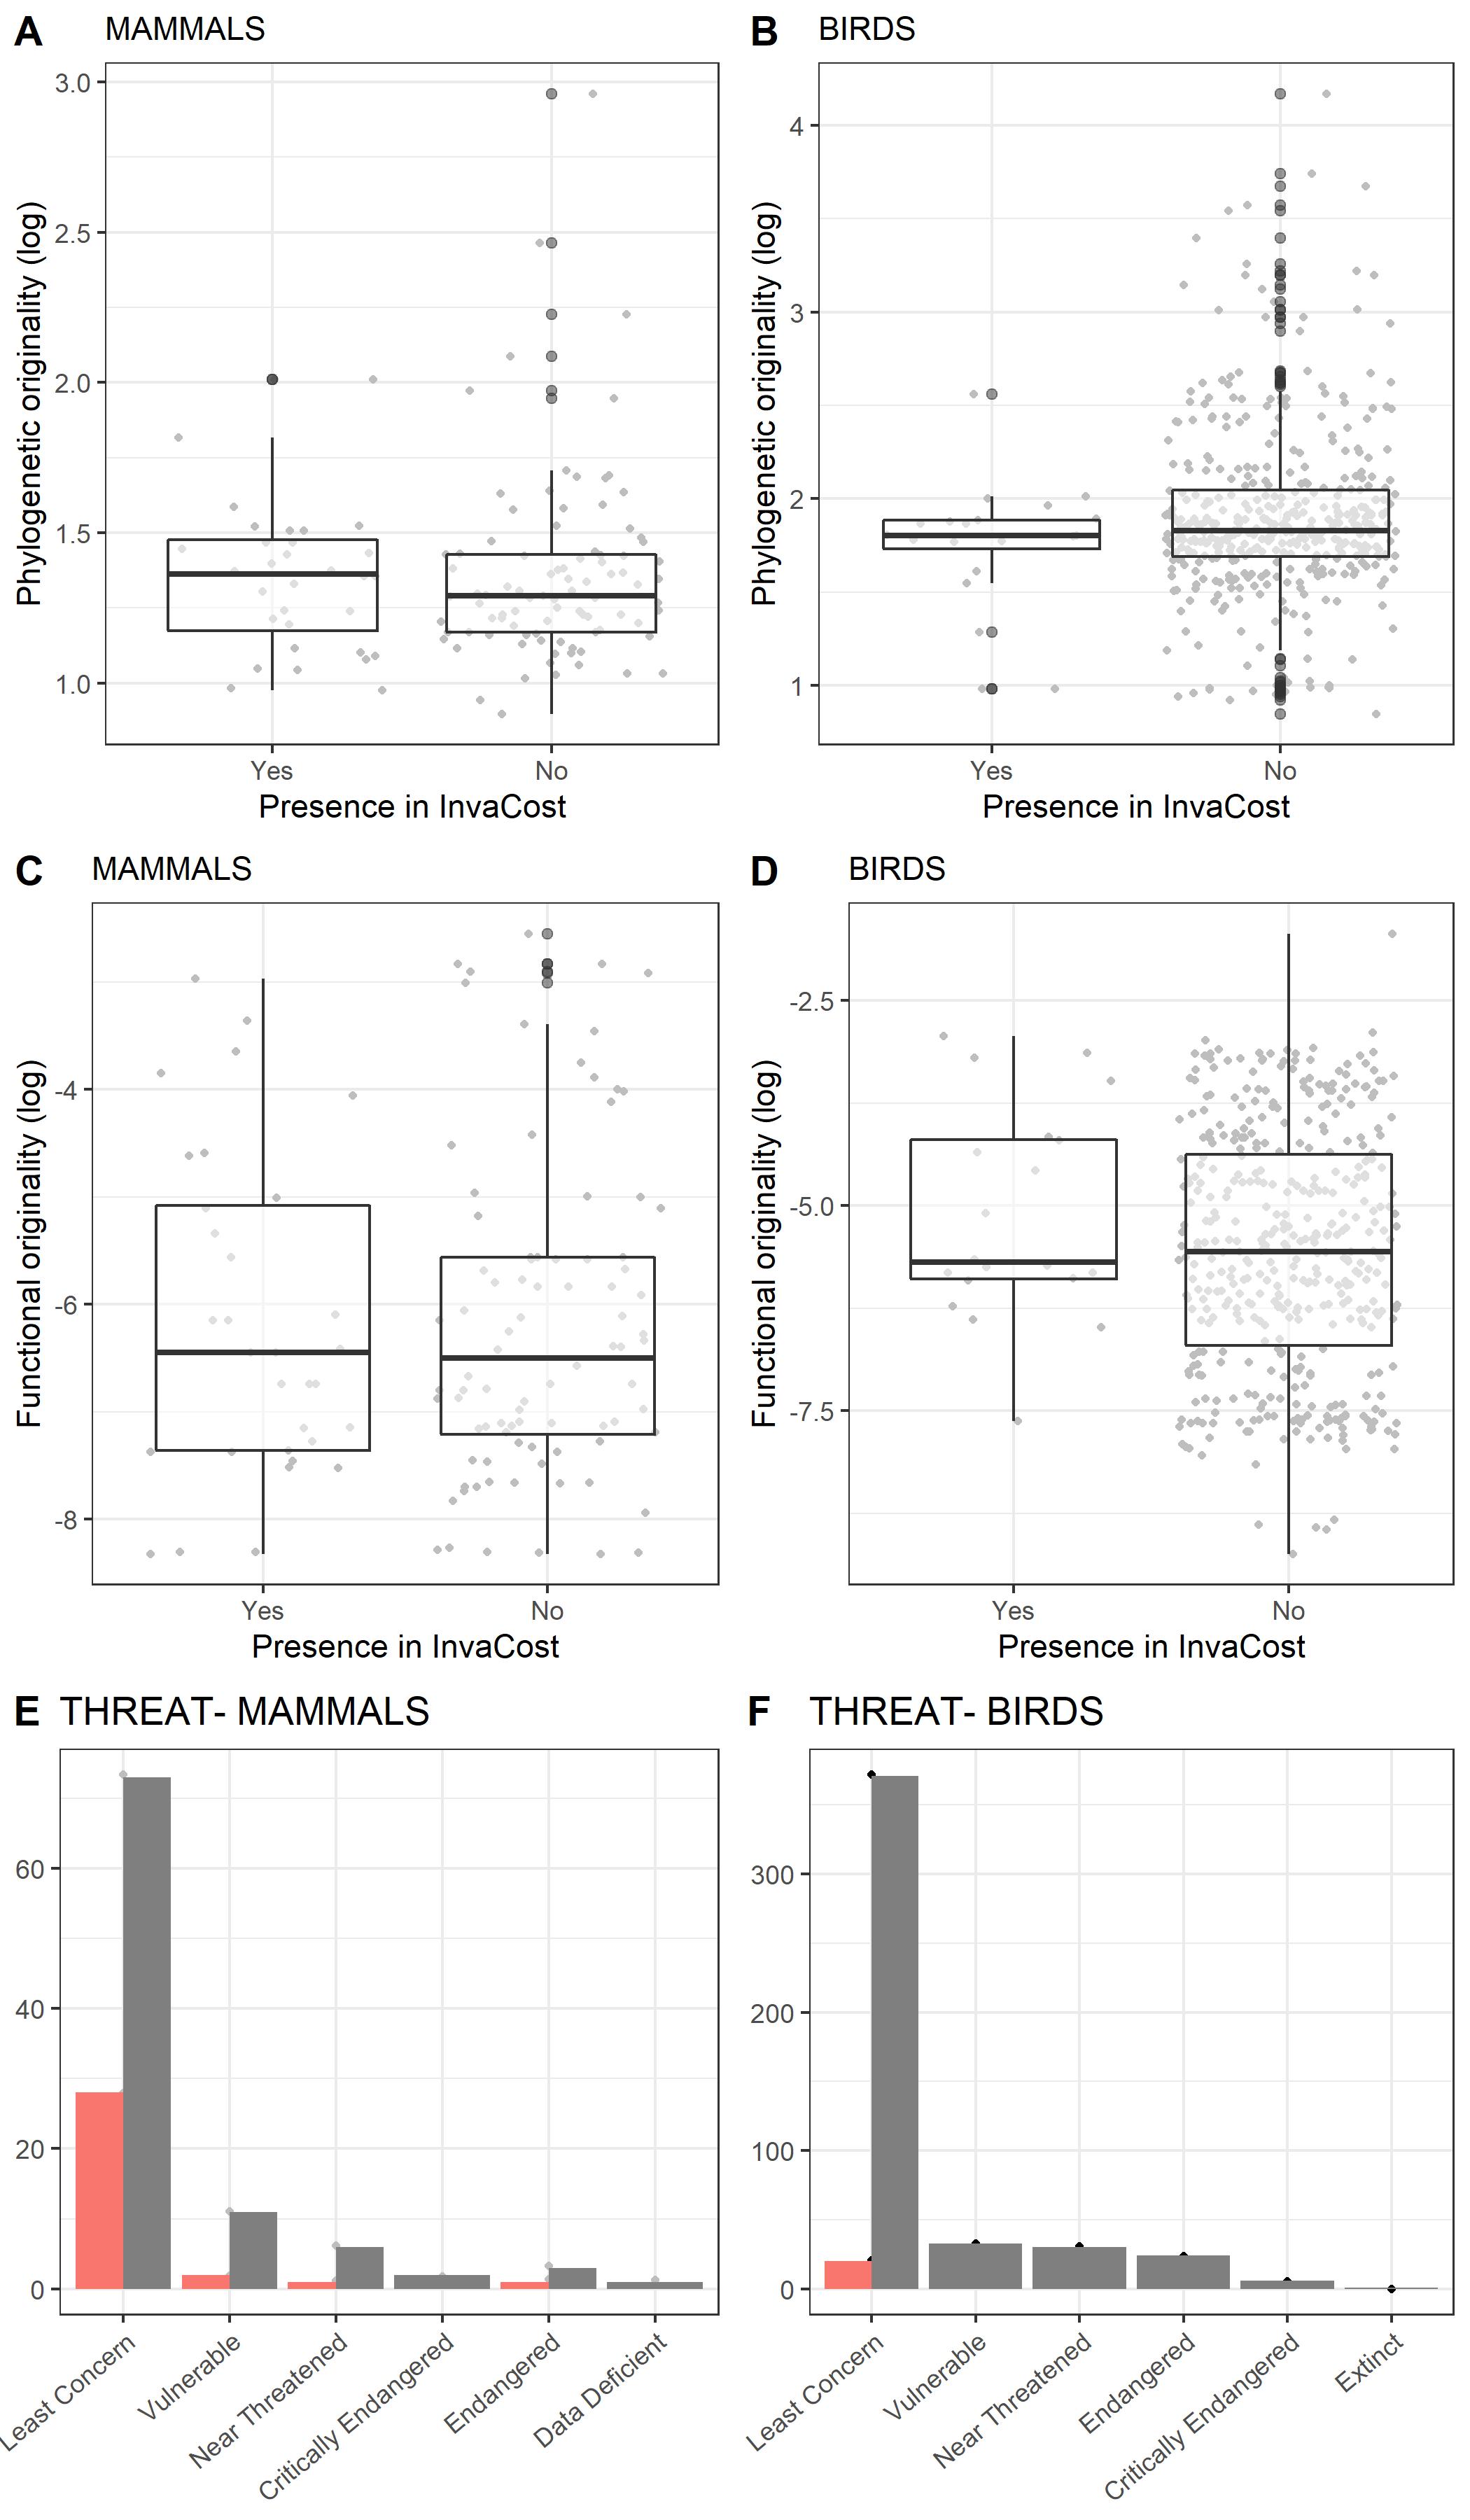 A MAMMALS
Phylogenetic originality (log)
3.0
2.5
2.0
1.5
1.0
Yes No
Presence in InvaCost
B BIRDS
Phylogenetic originality (log)
4
3
2
1
Yes No
Presence in InvaCost
C MAMMALS
Functional originality (log)
-4
-6
-8
Yes No
Presence in InvaCost
D BIRDS
Functional originality (log)
-2.5
-5.0
-7.5
Yes No
Presence in InvaCost
E THREAT- MAMMALS
60
40
20
0
Least Concern
Vulnerable
Near Threatened
Critically Endangered
Endangered
Data Deficient
F THREAT- BIRDS
300
200
100
0
Least Concern
Vulnerable
Near Threatened
Endangered
Critically Endangered
Extinct